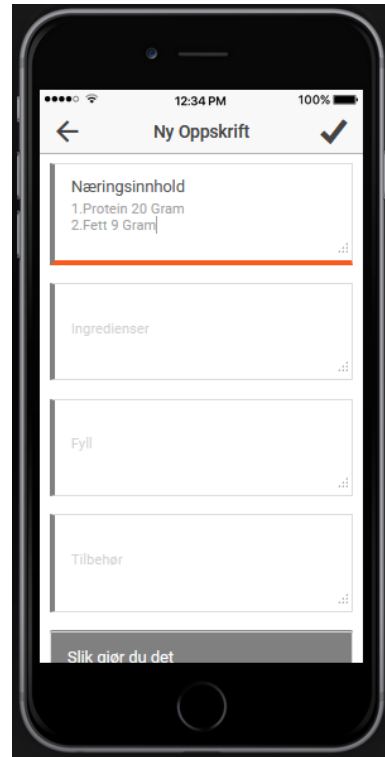 12:34 PM
100%
Ny Oppskrift
Næringsinnhold
1.Protein 20 Gram
2.Fett 9 Gram
Ingredienser
Fyll
Tilbehør
Slik gjør du det